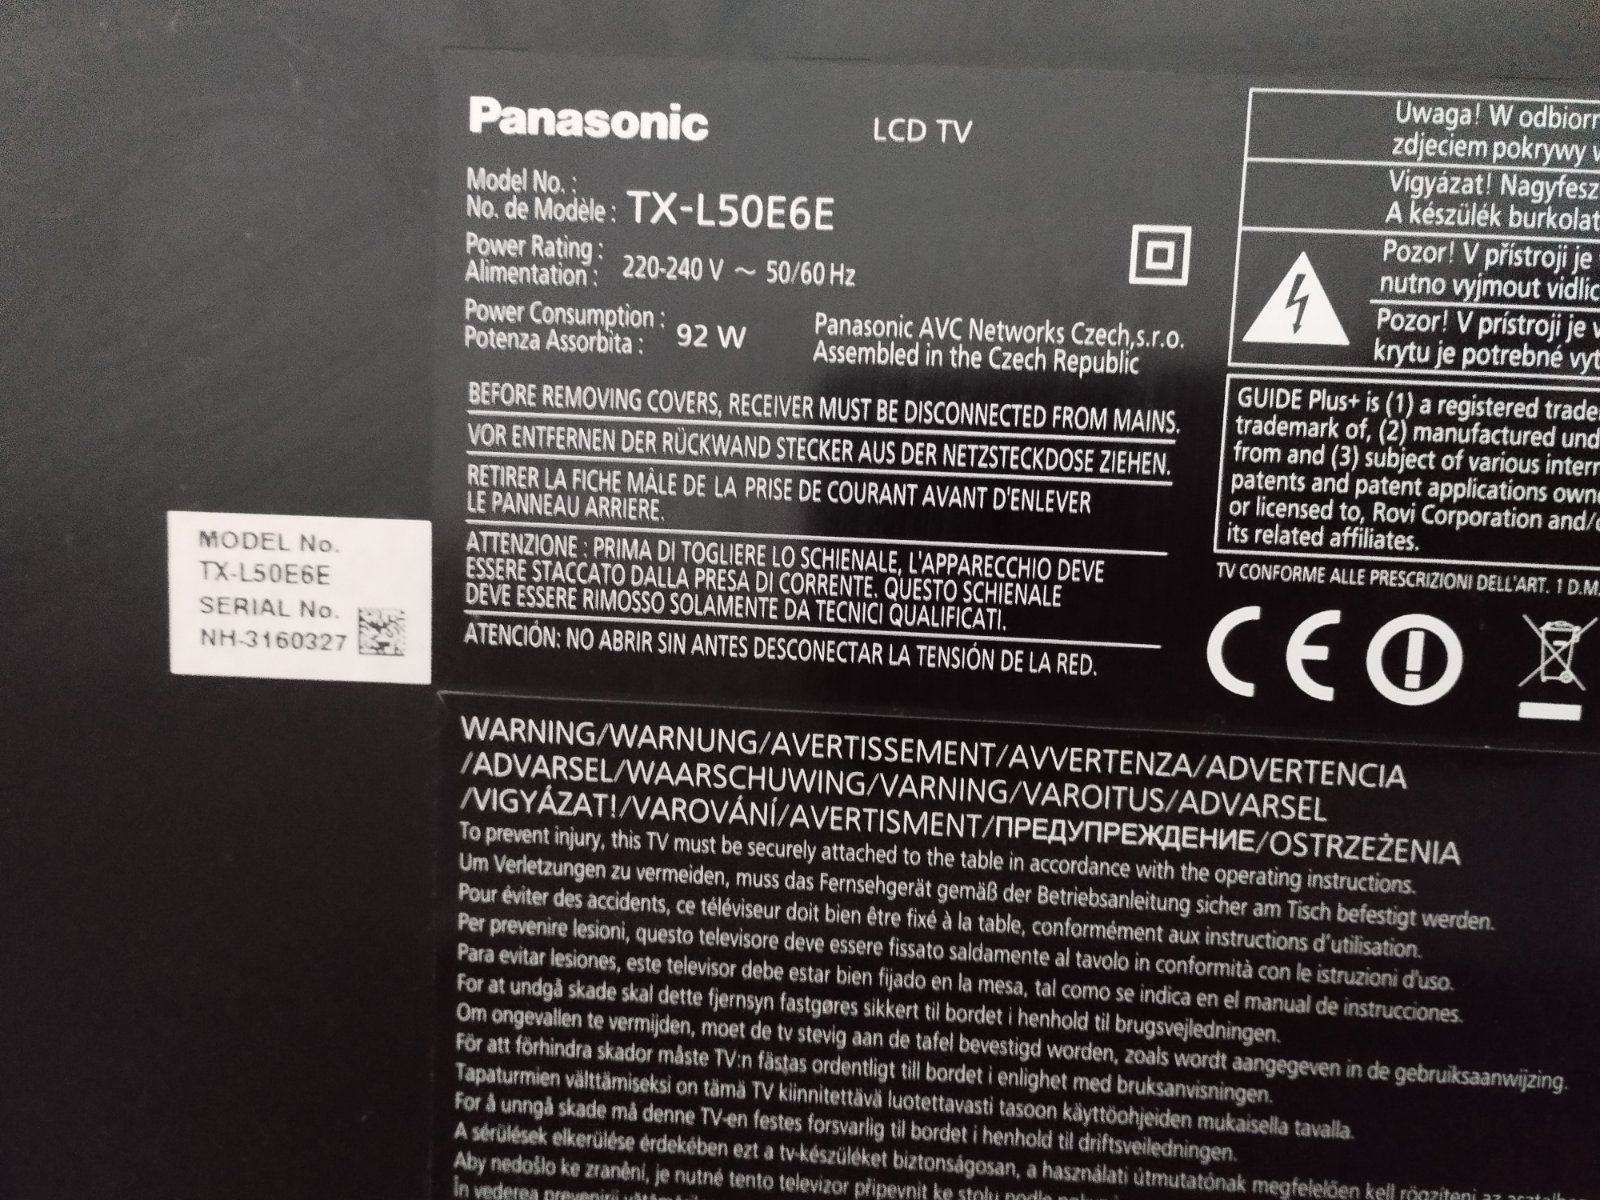 Panasonic
LCD TV
Model No. :
No. de Modèle : TX-L50E6E
Power Rating :
Alimentation : 220-240 V ~ 50/60 Hz
Power Consumption :
Potenza Assorbita : 92 W
Panasonic AVC Networks Czech,s.r.o.
Assembled in the Czech Republic
BEFORE REMOVING COVERS, RECEIVER MUST BE DISCONNECTED FROM MAINS.
VOR ENTFERNEN DER RÜCKWAND STECKER AUS DER NETZSTECKDOSE ZIEHEN.
RETIRER LA FICHE MÂLE DE LA PRISE DE COURANT AVANT D'ENLEVER
LE PANNEAU ARRIERE.
ATTENZIONE : PRIMA DI TOGLIERE LO SCHIENALE, L'APPARECCHIO DEVE
ESSERE STACCATO DALLA PRESA DI CORRENTE. QUESTO SCHIENALE
DEVE ESSERE RIMOSSO SOLAMENTE DA TECNICI QUALIFICATI.
ATENCIÓN: NO ABRIR SIN ANTES DESCONECTAR LA TENSIÓN DE LA RED.
MODEL No.
TX-L50E6E
SERIAL No.
NH-3160327
Uwaga! W odbiorn
zdjeciem pokrywy w
Vigyázat! Nagyfesz
A készülék burkolat
Pozor! V přístroji je
nutno vyjmout vidlic
Pozor! V prístroji je v
krytu je potrebné vyt
GUIDE Plus+ is (1) a registered trade
trademark of, (2) manufactured und
from and (3) subject of various intern
patents and patent applications own
or licensed to, Rovi Corporation and/
its related affiliates.
TV CONFORME ALLE PRESCRIZIONI DELL'ART. 1 D.M.
CE
WARNING/WARNUNG/AVERTISSEMENT/AVVERTENZA/ADVERTENCIA
/ADVARSEL/WAARSCHUWING/VARNING/VAROITUS/ADVARSEL
/VIGYÁZAT!/VAROVÁNÍ/AVERTISMENT/ПРЕДУПРЕЖДЕНИЕ/OSTRZEŻENIA
To prevent injury, this TV must be securely attached to the table in accordance with the operating instructions.
Um Verletzungen zu vermeiden, muss das Fernsehgerät gemäß der Betriebsanleitung sicher am Tisch befestigt werden.
Pour éviter des accidents, ce téléviseur doit bien être fixé à la table, conformément aux instructions d'utilisation.
Per prevenire lesioni, questo televisore deve essere fissato saldamente al tavolo in conformità con le istruzioni d'uso.
Para evitar lesiones, este televisor debe estar bien fijado en la mesa, tal como se indica en el manual de instrucciones.
For at undgå skade skal dette fjernsyn fastgøres sikkert til bordet i henhold til brugsvejledningen.
Om ongevallen te vermijden, moet de tv stevig aan de tafel bevestigd worden, zoals wordt aangegeven in de gebruiksaanwijzing.
För att förhindra skador måste TV:n fästas ordentligt till bordet i enlighet med bruksanvisningen.
Tapaturmien välttämiseksi on tämä TV kiinnitettävä luotettavasti tasoon käyttöohjeiden mukaisella tavalla.
For å unngå skade må denne TV-en festes forsvarlig til bordet i henhold til driftsveiledningen.
A sérülések elkerülése érdekében ezt a tv-készüléket biztonságosan, a használati útmutatónak megfelelően kell rögzíteni az
Aby nedošlo ke zranění, je nutné tento televizor připevnit ke stolu podle
În vederea prevenirii